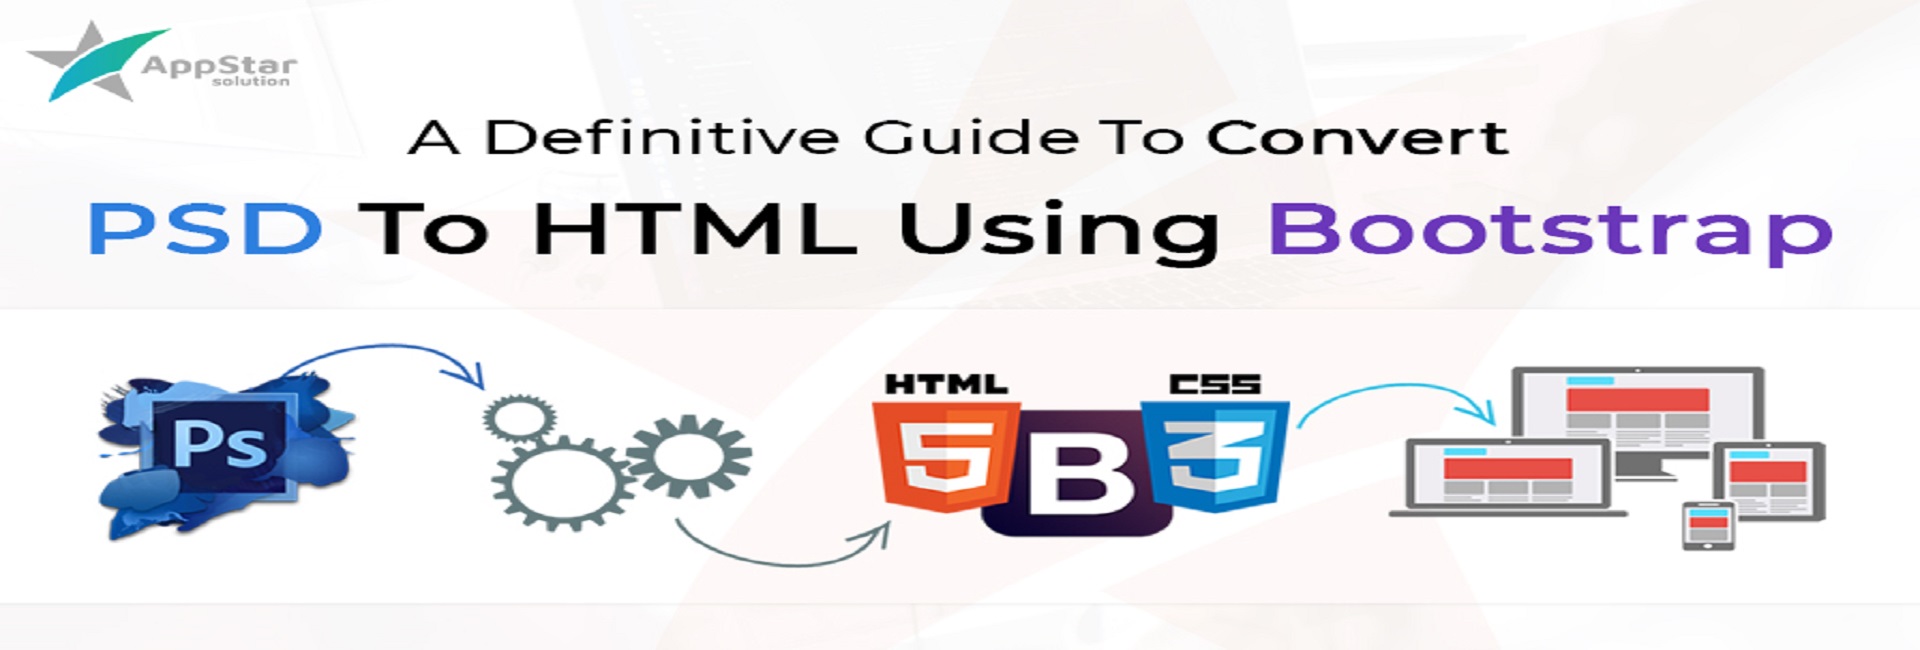 AppStar
solution
A Definitive Guide To Convert
PSD To HTML Using Bootstrap
Ps
HTML
5
B
CSS
3